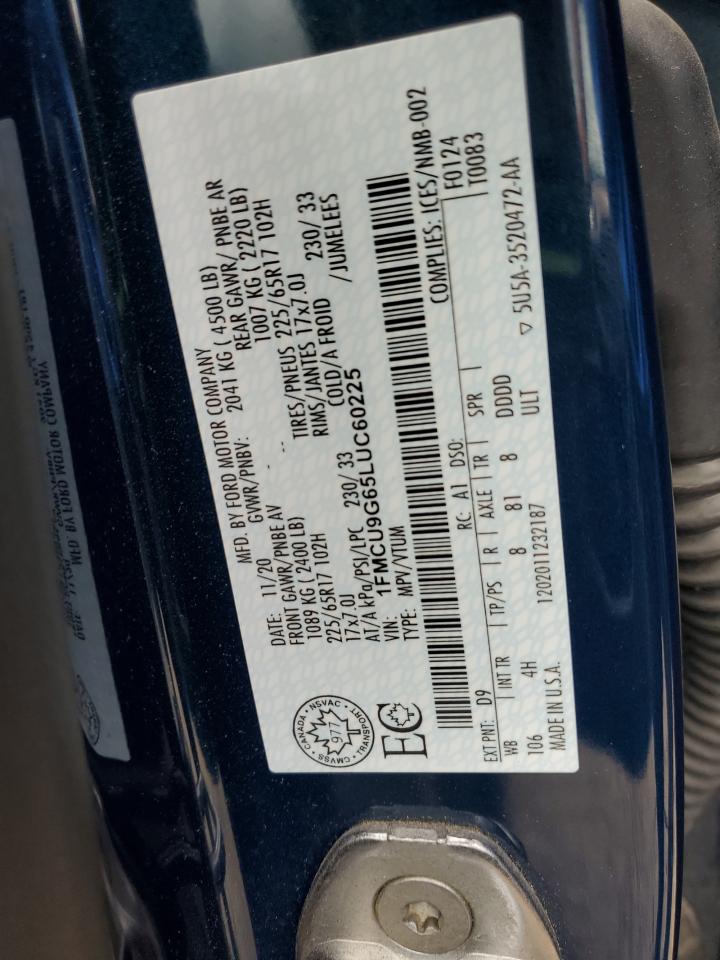 MFD. BY FORD MOTOR COMPANY
DATE: 11/20 GVWR/PNBV: 2041 KG ( 4500 LB)
FRONT GAWR/PNBE AV - REAR GAWR/ PNBE AR
1089 KG ( 2400 LB) -- 1007 KG ( 2220 LB)
225/65R17 102H TIRES/PNEUS 225/65R17 102H
17x7.0J RIMS/JANTES 17x7.0J
AT/A kPa/PSI/LPC 230/ 33 COLD/A FROID 230/ 33
VIN: 1FMCU9G65LUC60225 /JUMELEES
TYPE: MPV/VTUM
COMPLIES: ICES/NMB-002
CANADA • NSVAC • TRANSPORT • CMVSS
977
EC
EXT PNT: D9 RC: A1 DSO: F0124
T0083
WB INT TR TP/PS R AXLE TR SPR
106 4H 8 81 8 DDDD
MADE IN U.S.A. 1202011232187 ULT ▽ 5U5A-3520472-AA